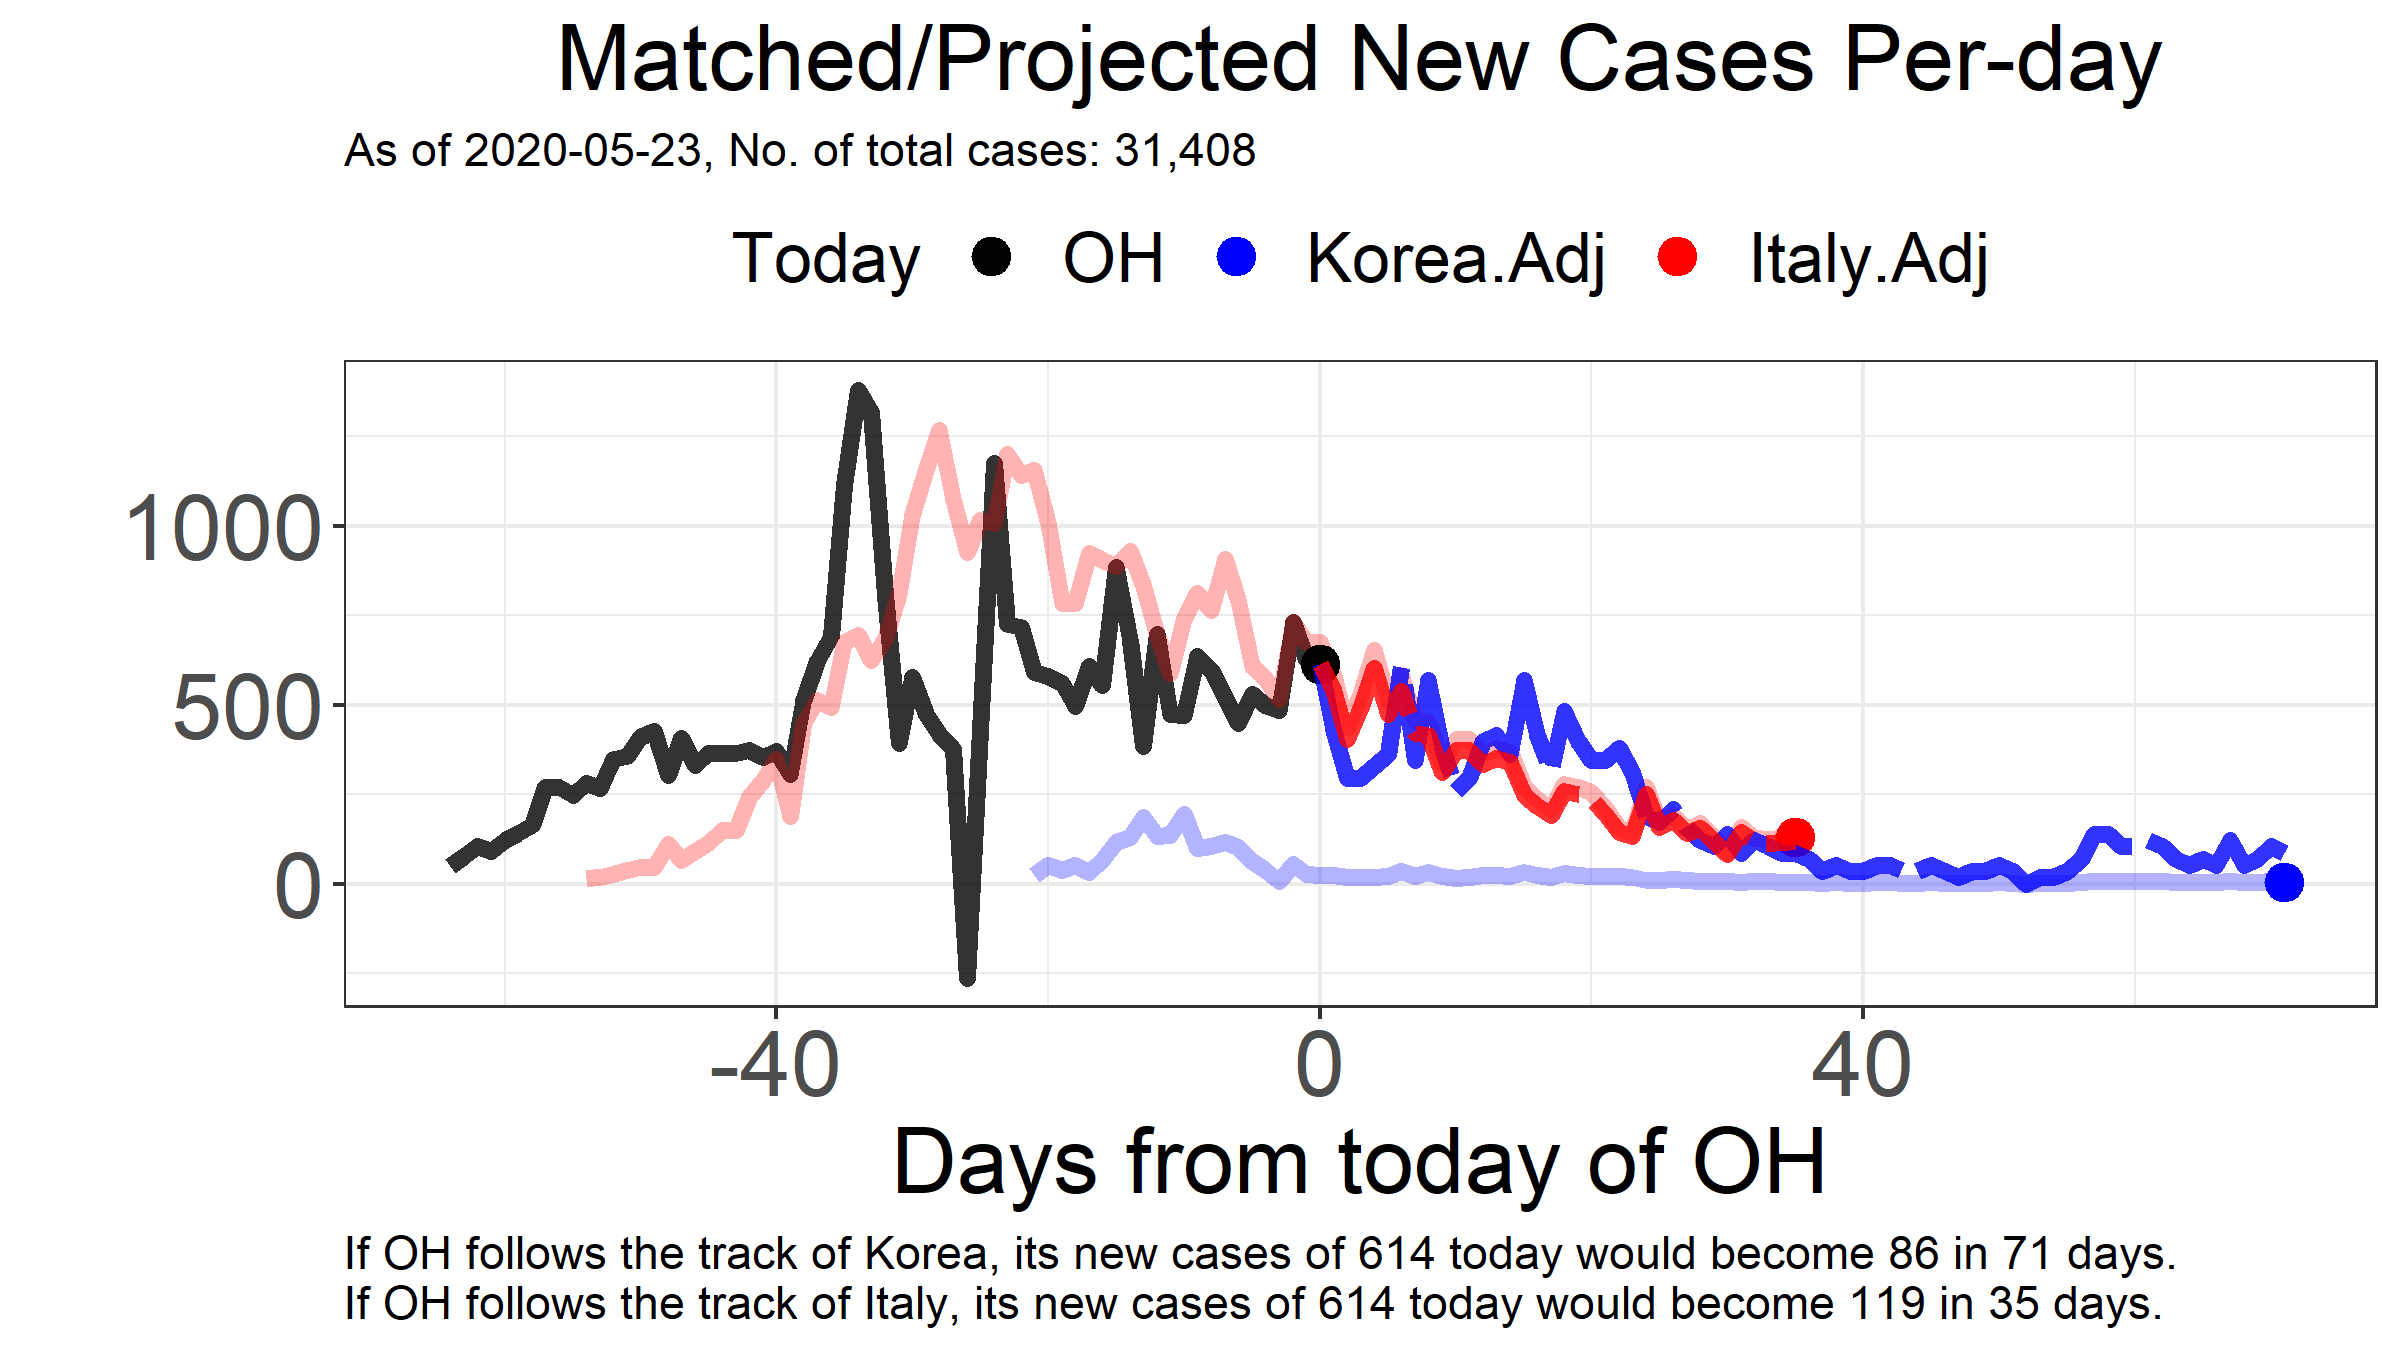 Matched/Projected New Cases Per-day
As of 2020-05-23, No. of total cases: 31,408
Today OH Korea.Adj Italy.Adj
1000
500
0
-40 0 40
Days from today of OH
If OH follows the track of Korea, its new cases of 614 today would become 86 in 71 days.
If OH follows the track of Italy, its new cases of 614 today would become 119 in 35 days.